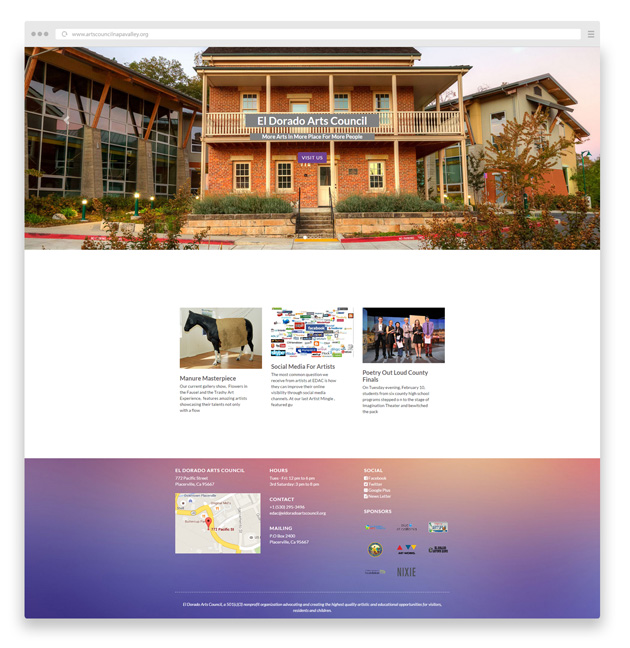 www.artscouncilnapavalley.org
El Dorado Arts Council
More Arts In More Place For More People
VISIT US
Manure Masterpiece
Our current gallery show, Flowers In
the Fussel and the Trashy Art
Experience, features amazing artists
showcasing their talents not only
with a flow
Social Media For Artists
The most common question we
receive from artists at EDAC is how
they can improve their online
visibility through social media
channels. At our last Artist Mingle,
featured go
facebook
Poetry Out Loud County
Finals
On Tuesday evening, February 10,
students from six county high school
programs stepped on to the stage of
Imagination Theater and bewitched
the park
EL DORADO ARTS COUNCIL
772 Pacific Street
Placerville, Ca 95667
771 Pacific St
HOURS
Tues - Fri: 12 pm to 6 pm
3rd Saturday: 3 pm to 8 pm
CONTACT
+1 (530) 295-3496
MAILING
P.O Box 2400
Placerville, Ca 95667
SOCIAL
Facebook
Twitter
Google Plus
News Letter
SPONSORS
NIXIE
El Dorado Arts Council, a 501(c)(3) nonprofit organization advocating and creating the highest quality artistic and educational opportunities for visitors,
residents and children.